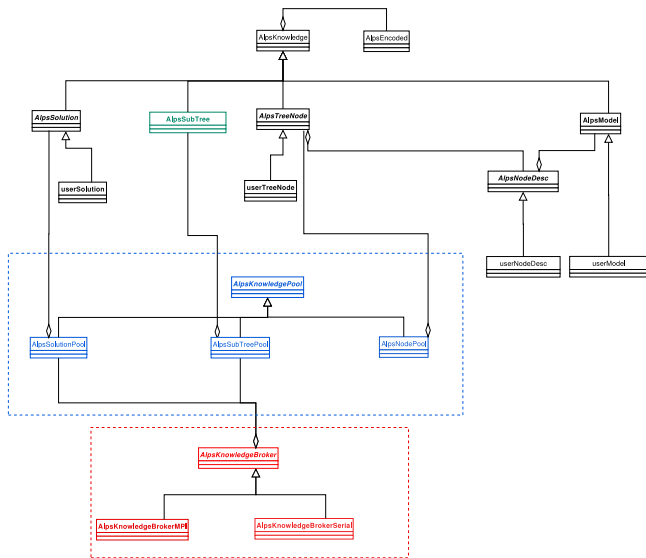 AlpsKnowledge
AlpsEncoded
AlpsSolution
AlpsSubTree
AlpsTreeNode
AlpsModel
userSolution
userTreeNode
AlpsNodeDesc
userNodeDesc
userModel
AlpsKnowledgePool
AlpsSolutionPool
AlpsSubTreePool
AlpsNodePool
AlpsKnowledgeBroker
AlpsKnowledgeBrokerMPI
AlpsKnowledgeBrokerSerial